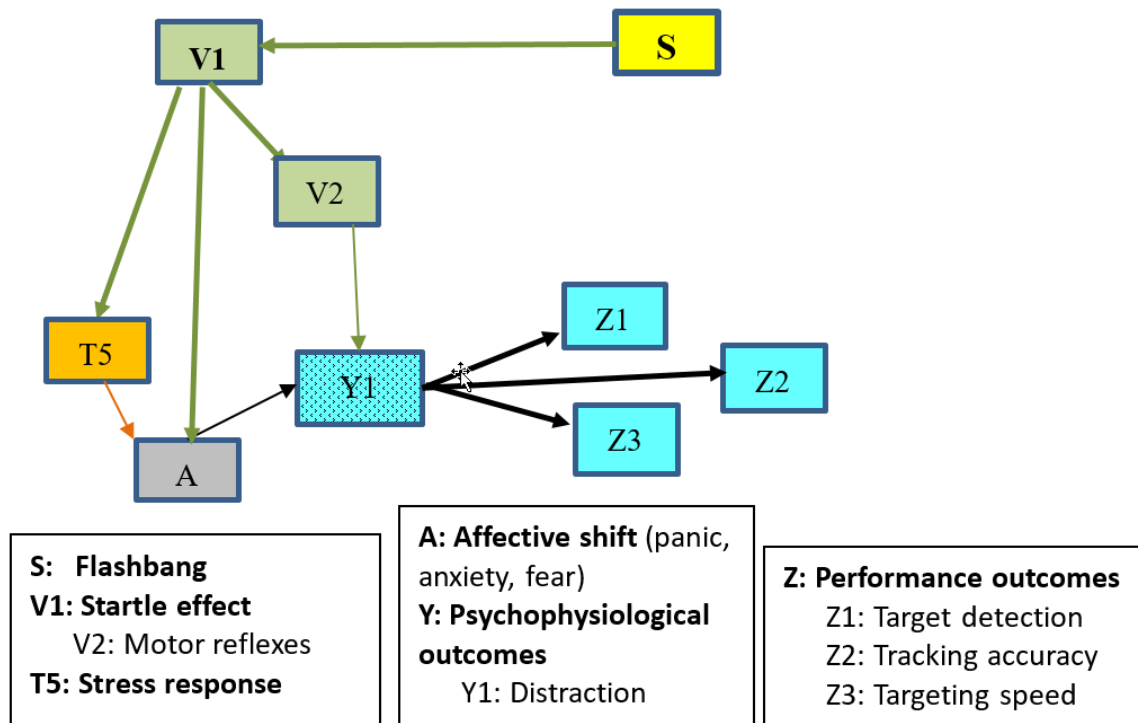 V1
S
V2
T5
Z1
Y1
Z2
Z3
A
S: Flashbang
V1: Startle effect
V2: Motor reflexes
T5: Stress response
A: Affective shift (panic,
anxiety, fear)
Y: Psychophysiological
outcomes
Y1: Distraction
Z: Performance outcomes
Z1: Target detection
Z2: Tracking accuracy
Z3: Targeting speed